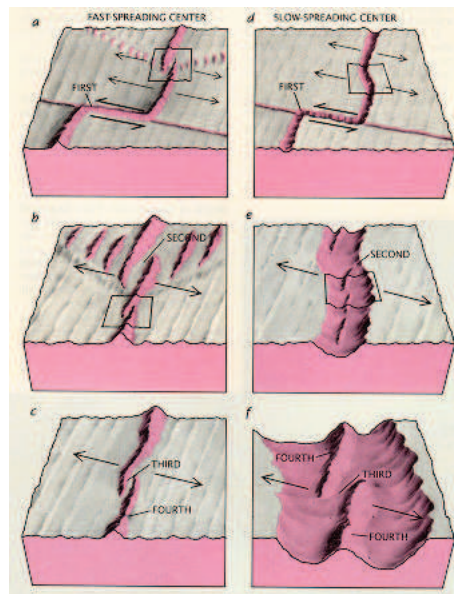 FAST-SPREADING CENTER
SLOW-SPREADING CENTER
a
FIRST
d
FIRST
b
SECOND
e
SECOND
c
THIRD
FOURTH
f
FOURTH
THIRD
FOURTH